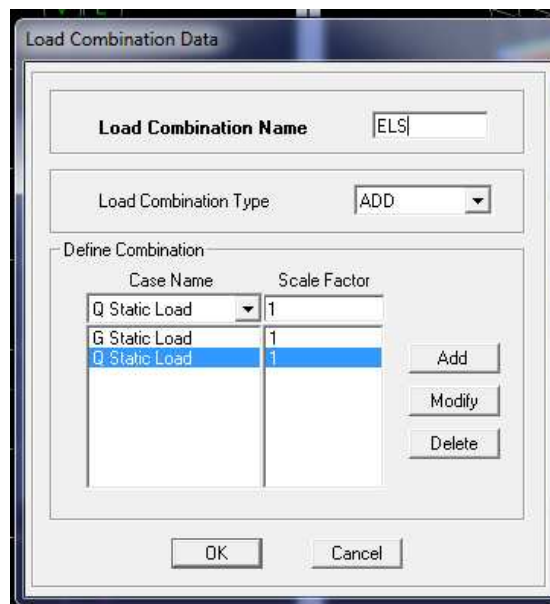 Load Combination Data
Load Combination Name ELS
Load Combination Type ADD
Define Combination
Case Name Scale Factor
Q Static Load 1
G Static Load 1
Q Static Load 1
Add
Modify
Delete
OK Cancel